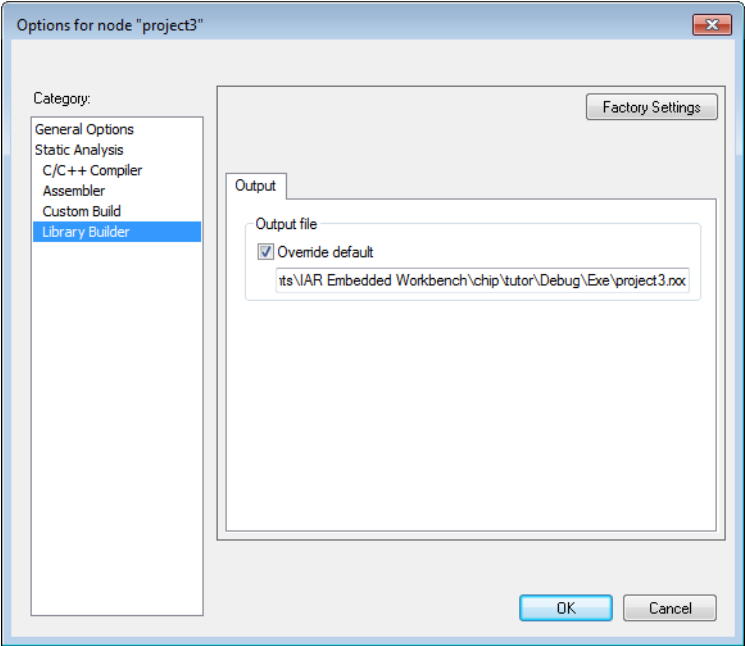 Options for node "project3"
Category:
Factory Settings
General Options
Static Analysis
C/C++ Compiler
Assembler
Custom Build
Library Builder
Output
Output file
Override default
ıts\IAR Embedded Workbench\chip\tutor\Debug\Exe\project3.rxx
OK
Cancel